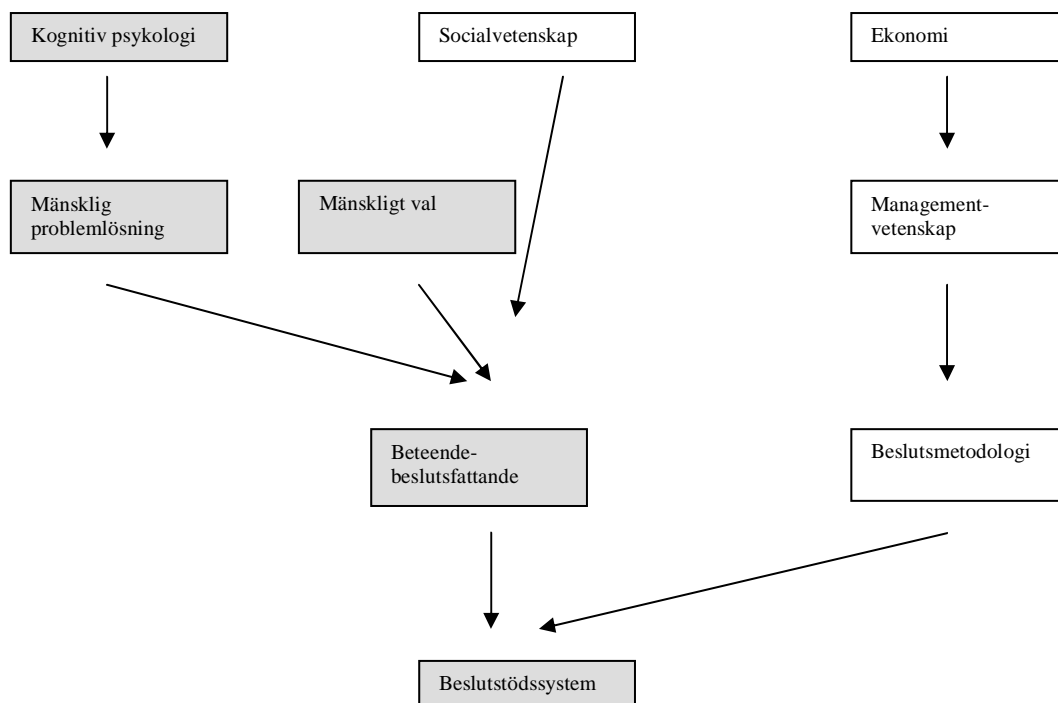 Kognitiv psykologi
Socialvetenskap
Ekonomi
Mänsklig
problemlösning
Mänskligt val
Management-
vetenskap
Beteende-
beslutsfattande
Beslutsmetodologi
Beslutstödssystem